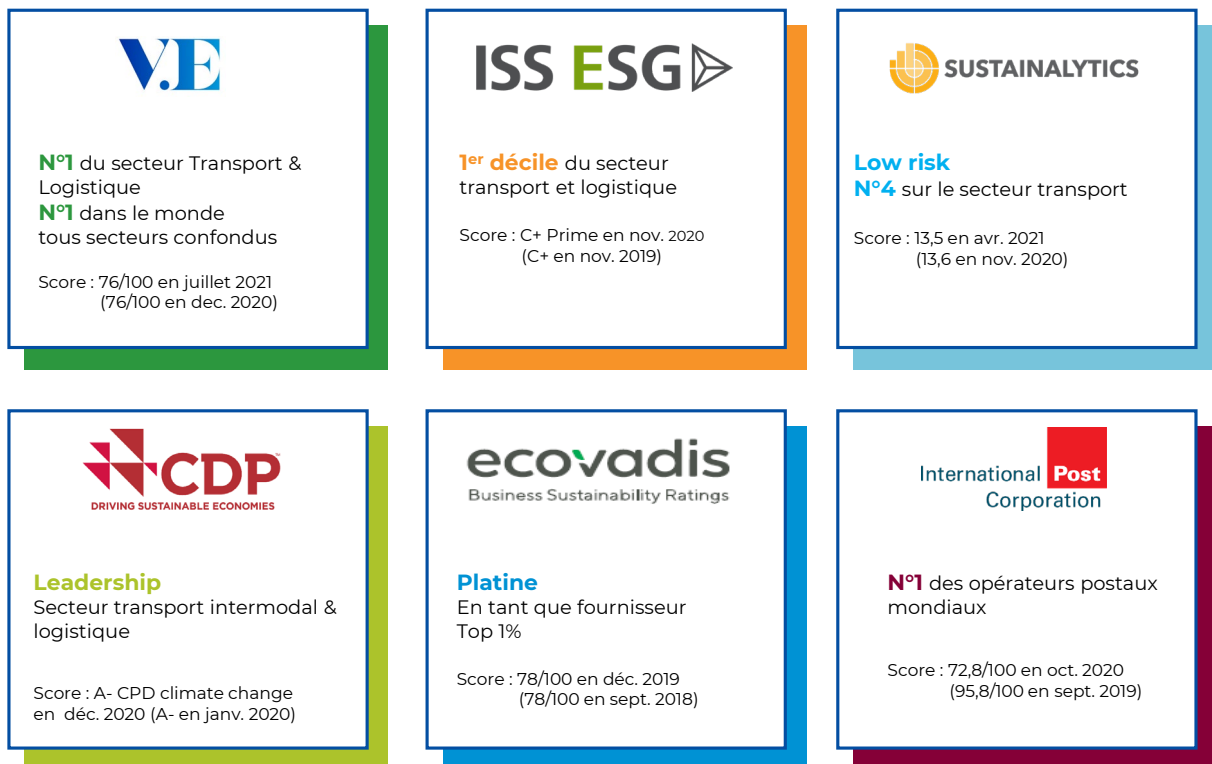 V.E
N°1 du secteur Transport &
Logistique
N°1 dans le monde
tous secteurs confondus
Score : 76/100 en juillet 2021
(76/100 en dec. 2020)
ISS ESG
1er décile du secteur
transport et logistique
Score : C+ Prime en nov. 2020
(C+ en nov. 2019)
SUSTAINALYTICS
Low risk
N°4 sur le secteur transport
Score : 13,5 en avr. 2021
(13,6 en nov. 2020)
CDP
DRIVING SUSTAINABLE ECONOMIES
Leadership
Secteur transport intermodal &
logistique
Score : A- CPD climate change
en déc. 2020 (A- en janv. 2020)
ecovadis
Business Sustainability Ratings
Platine
En tant que fournisseur
Top 1%
Score : 78/100 en déc. 2019
(78/100 en sept. 2018)
International Post
Corporation
N°1 des opérateurs postaux
mondiaux
Score : 72,8/100 en oct. 2020
(95,8/100 en sept. 2019)